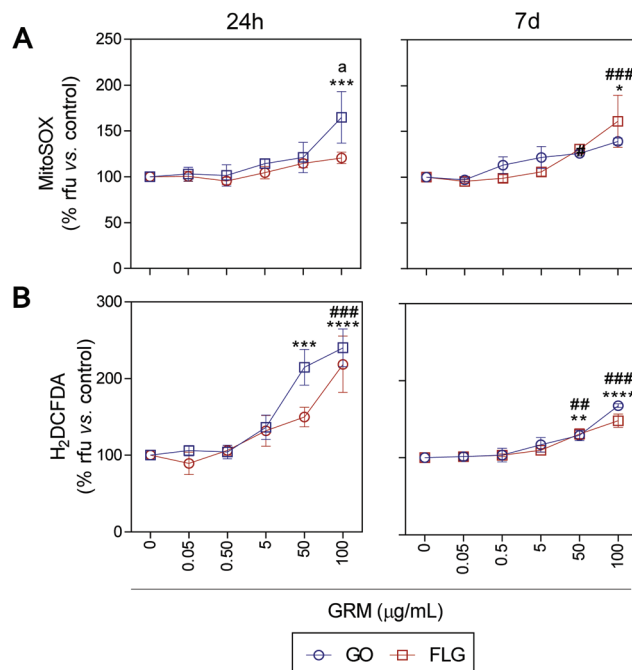 24h 7d
A
MitoSOX
(% rfu vs. control)
250
200
150
100
50
0
a
***
###
*
#
B
H₂DCFDA
(% rfu vs. control)
300
200
100
0
***
###
****
##
**
###
****
0 0.05 0.50 5 50 100
0 0.05 0.5 5 50 100
GRM (μg/mL)
GO FLG